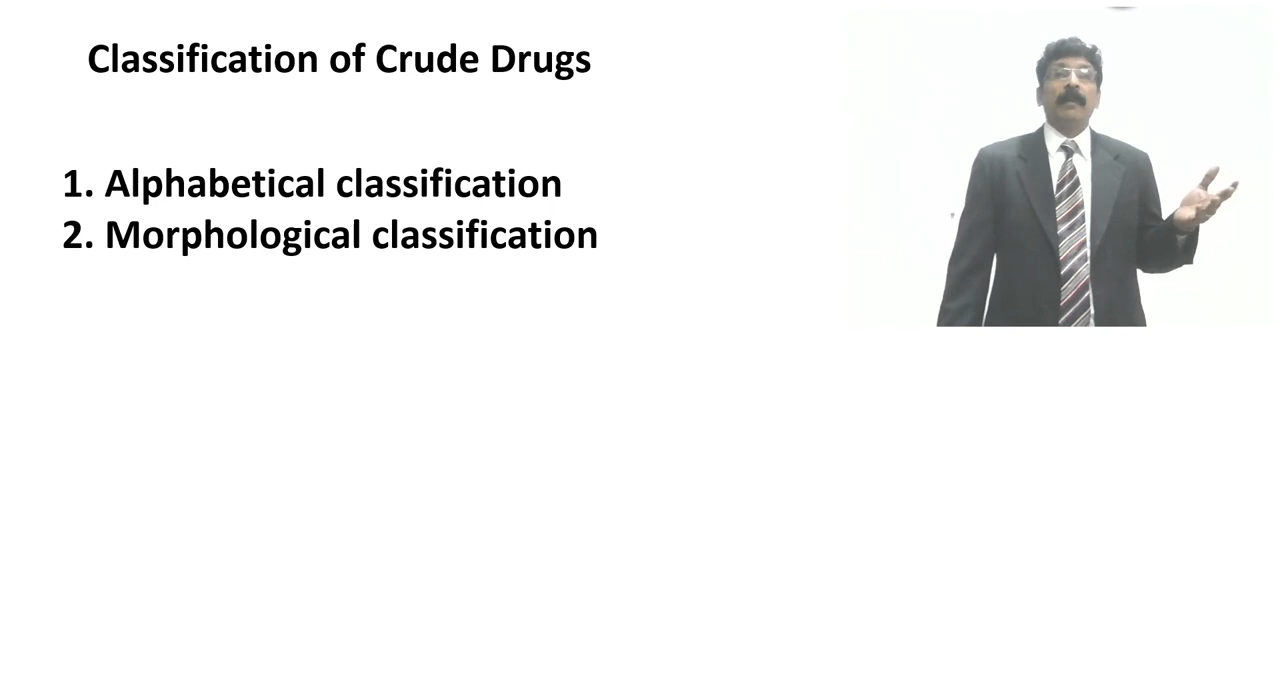 Classification of Crude Drugs
1. Alphabetical classification
2. Morphological classification